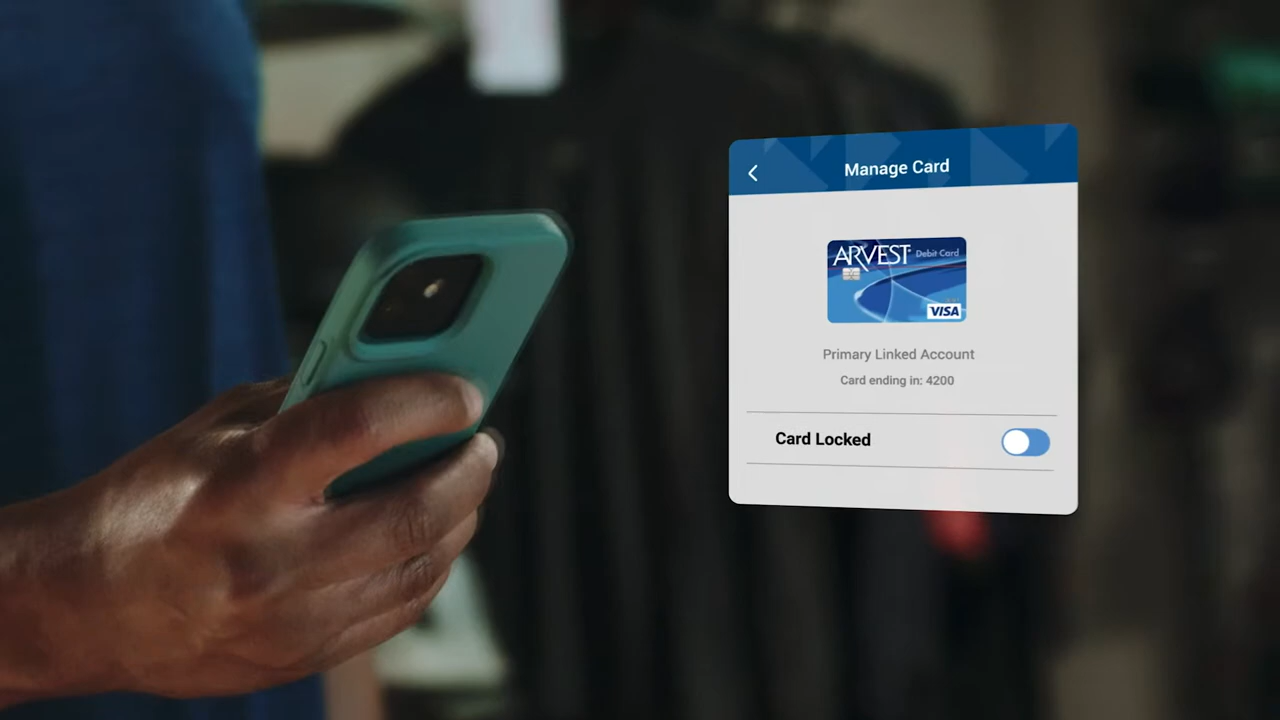 Manage Card
ARVEST Debit Card
VISA
Primary Linked Account
Card ending in: 4200
Card Locked